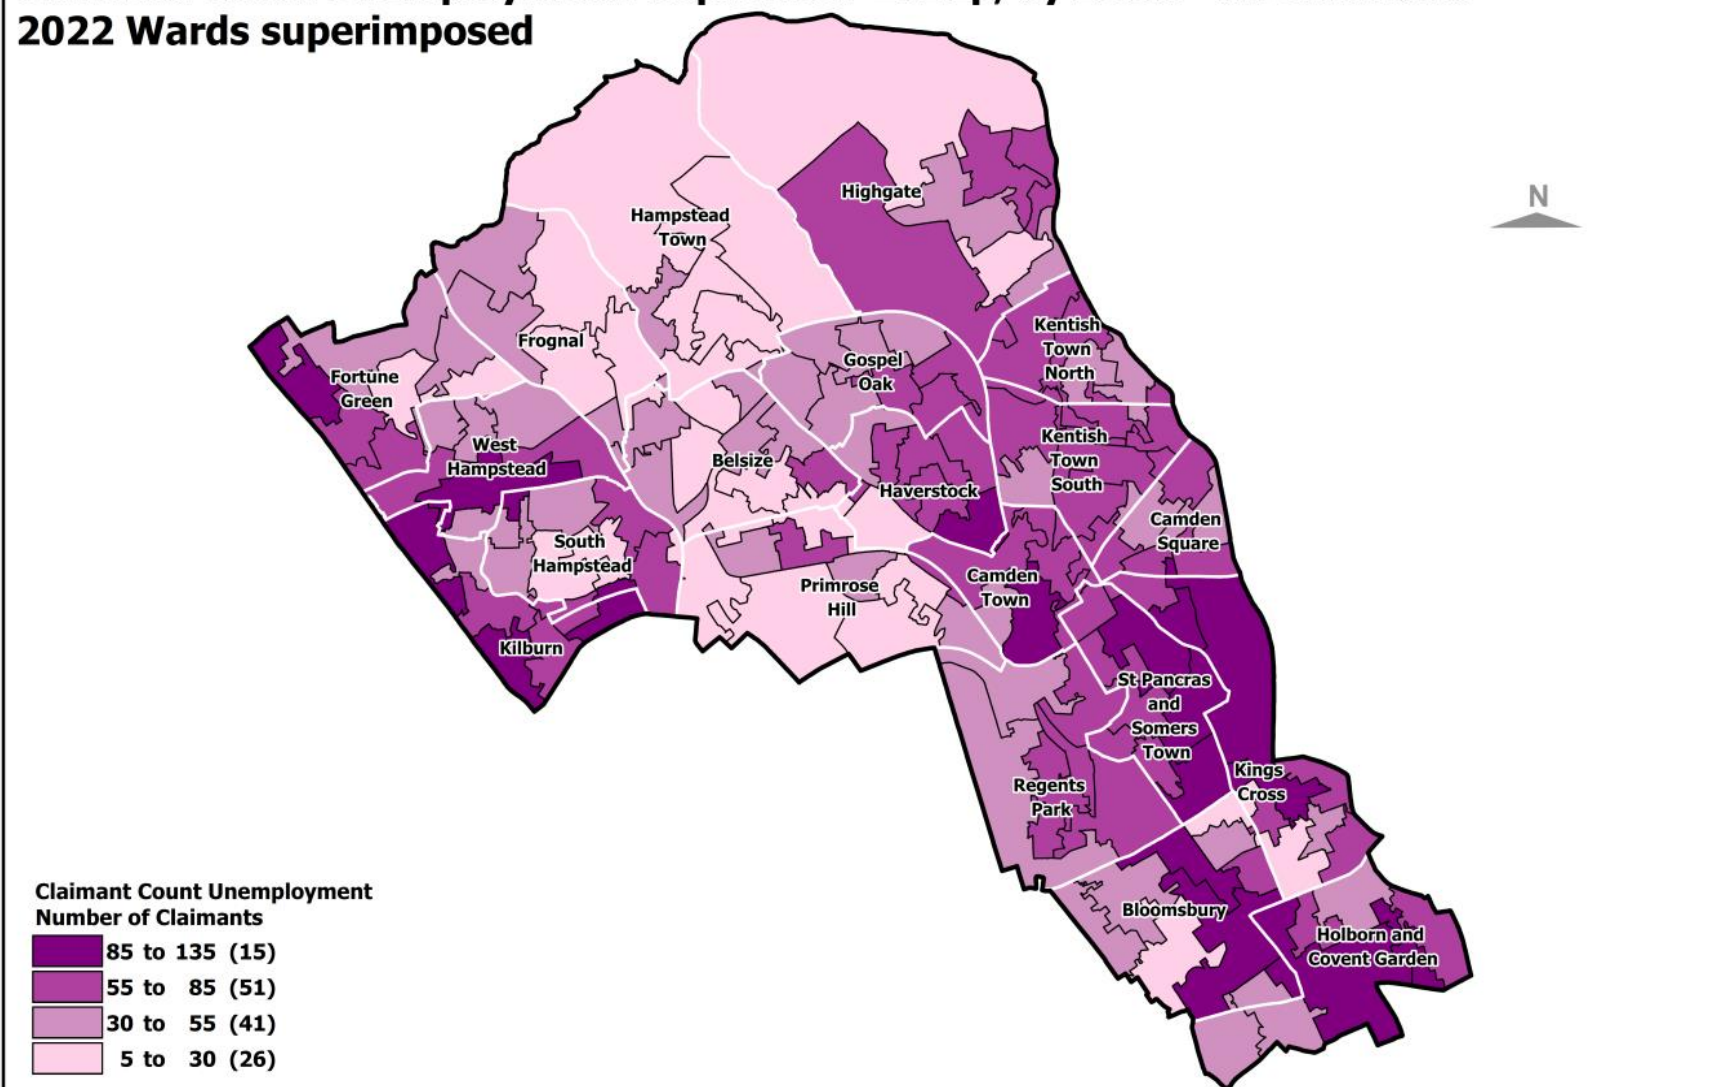 2022 Wards superimposed
N
Highgate
Hampstead
Town
Kentish
Town
North
Frognal
Gospel
Oak
Fortune
Green
West
Hampstead
Belsize
Kentish
Town
South
Haverstock
Camden
Square
South
Hampstead
Primrose
Hill
Camden
Town
Kilburn
St Pancras
and
Somers
Town
Kings
Cross
Regents
Park
Bloomsbury
Holborn and
Covent Garden
Claimant Count Unemployment
Number of Claimants
85 to 135 (15)
55 to 85 (51)
30 to 55 (41)
5 to 30 (26)